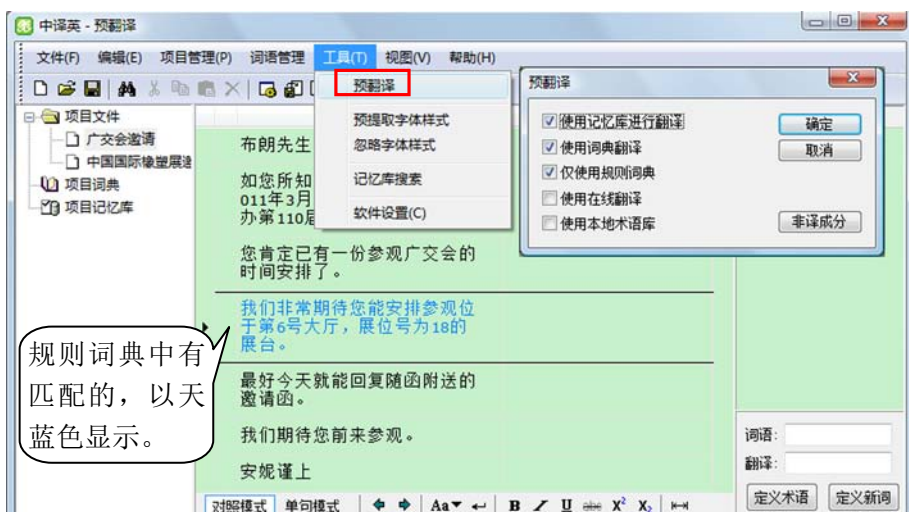 中译英 - 预翻译
文件(F) 编辑(E) 项目管理(P) 词语管理 工具(T) 视图(V) 帮助(H)
预翻译
预提取字体样式
忽略字体样式
记忆库搜索
软件设置(C)
预翻译
使用记忆库进行翻译
使用词典翻译
仅使用规则词典
使用在线翻译
使用本地术语库
确定
取消
非译成分
项目文件
广交会邀请
中国国际橡塑展邀
项目词典
项目记忆库
布朗先生
如您所知
011年3月
办第110届
您肯定已有一份参观广交会的
时间安排了。
我们非常期待您能安排参观位
于第6号大厅，展位号为18的
展台。
最好今天就能回复随函附送的
邀请函。
我们期待您前来参观。
安妮谨上
规则词典中有
匹配的，以天
蓝色显示。
词语:
翻译:
定义术语 定义新词
对照模式 单句模式 Aa B I U abc X² X₂